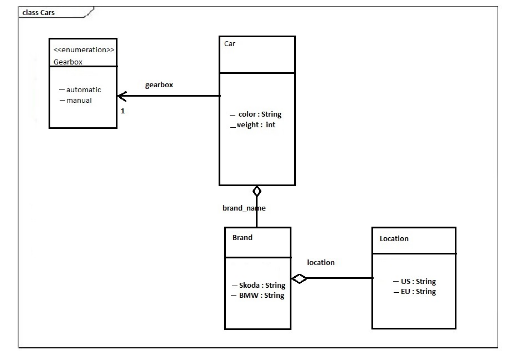 class Cars
<<enumeration>>
Gearbox
– automatic
– manual
gearbox
1
Car
– color : String
– weight : int
brand_name
Brand
– Skoda : String
– BMW : String
location
Location
– US : String
– EU : String